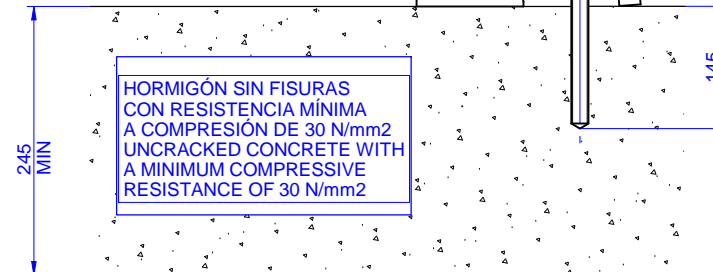 HORMIGÓN SIN FISURAS
CON RESISTENCIA MÍNIMA
A COMPRESIÓN DE 30 N/mm2
UNCRACKED CONCRETE WITH
A MINIMUM COMPRESSIVE
RESISTANCE OF 30 N/mm2
245
MIN
145